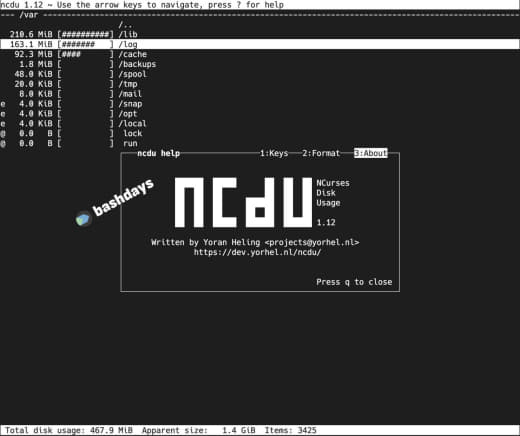 ncdu 1.12 ~ Use the arrow keys to navigate, press ? for help
--- /var ---
/..
210.6 MiB [##########] /lib
163.1 MiB [#######   ] /log
92.3 MiB [####      ] /cache
1.8 MiB [          ] /backups
48.0 KiB [          ] /spool
20.0 KiB [          ] /tmp
8.0 KiB [          ] /mail
e 4.0 KiB [          ] /snap
e 4.0 KiB [          ] /opt
e 4.0 KiB [          ] /local
@ 0.0 B [          ] lock
@ 0.0 B [          ] run
ncdu help 1:Keys 2:Format 3:About
bashdays
ncdu
NCurses
Disk
Usage
1.12
Written by Yoran Heling <projects@yorhel.nl>
https://dev.yorhel.nl/ncdu/
Press q to close
Total disk usage: 467.9 MiB Apparent size: 1.4 GiB Items: 3425